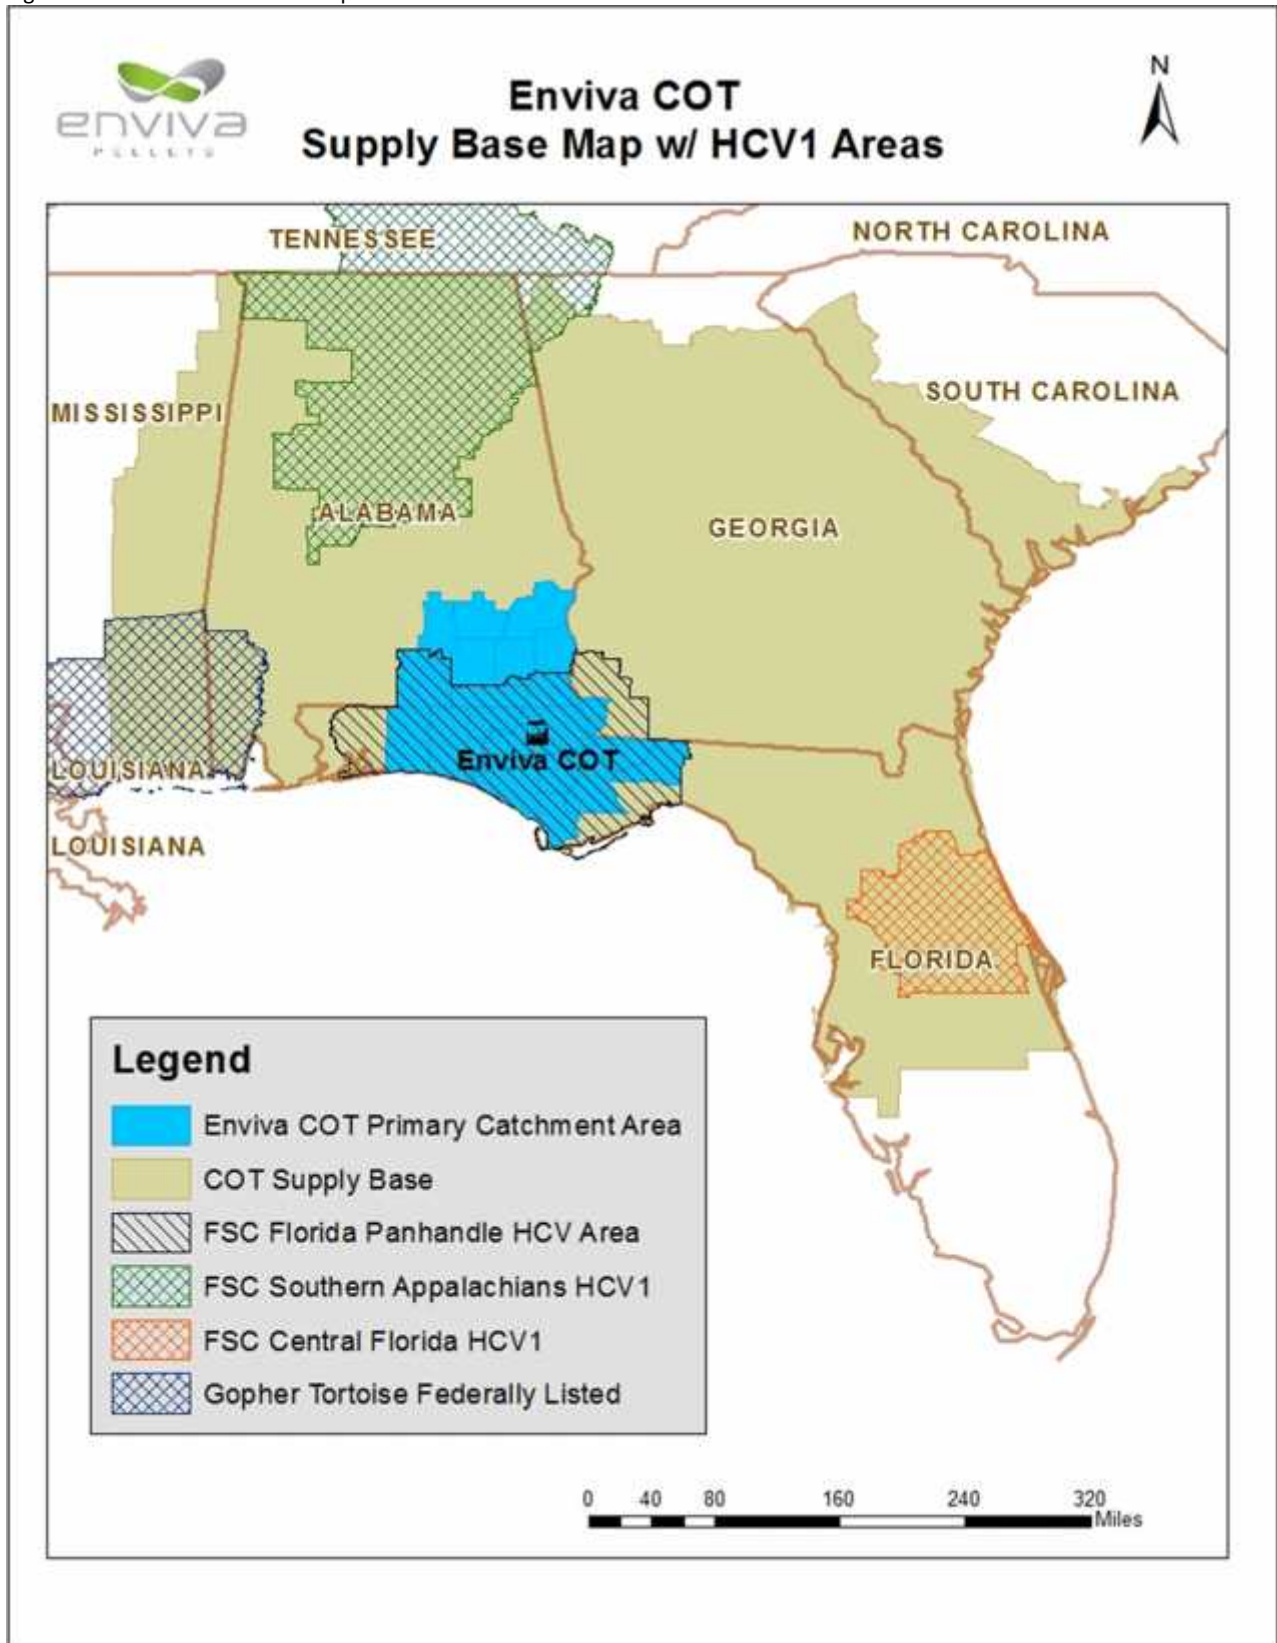 enviva
PELLETS
Enviva COT
Supply Base Map w/ HCV1 Areas
N
TENNESSEE
NORTH CAROLINA
MISSISSIPPI
SOUTH CAROLINA
ALABAMA
GEORGIA
Enviva COT
LOUISIANA
LOUISIANA
FLORIDA
Legend
Enviva COT Primary Catchment Area
COT Supply Base
FSC Florida Panhandle HCV Area
FSC Southern Appalachians HCV1
FSC Central Florida HCV1
Gopher Tortoise Federally Listed
0 40 80 160 240 320
Miles